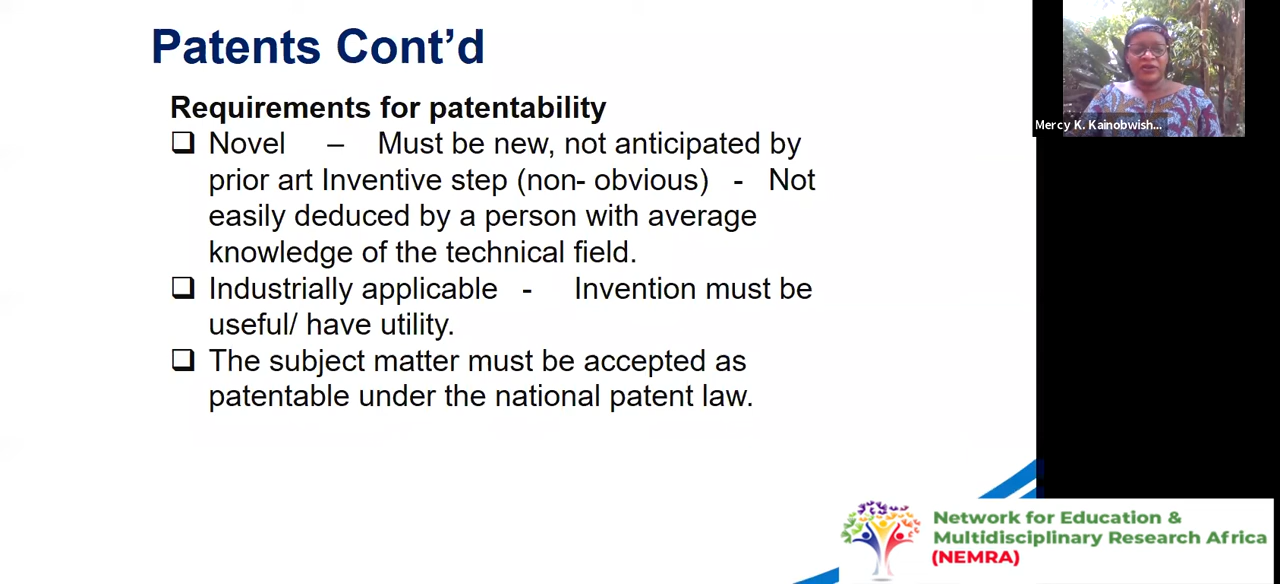 Patents Cont’d
Requirements for patentability
❑ Novel – Must be new, not anticipated by
prior art Inventive step (non- obvious) - Not
easily deduced by a person with average
knowledge of the technical field.
❑ Industrially applicable - Invention must be
useful/ have utility.
❑ The subject matter must be accepted as
patentable under the national patent law.
Mercy K. Kainobwish...
Network for Education &
Multidisciplinary Research Africa
(NEMRA)